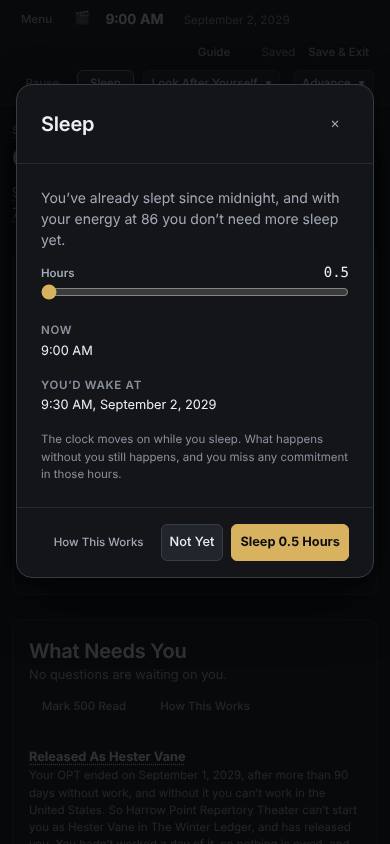 Menu 🎬 9:00 AM September 2, 2029
Guide Saved Save & Exit
Pause Sleep Look After Yourself Advance
Sleep ×
You’ve already slept since midnight, and with
your energy at 86 you don’t need more sleep
yet.
Hours 0.5
NOW
9:00 AM
YOU’D WAKE AT
9:30 AM, September 2, 2029
The clock moves on while you sleep. What happens
without you still happens, and you miss any commitment
in those hours.
How This Works Not Yet Sleep 0.5 Hours
What Needs You
No questions are waiting on you.
Mark 500 Read How This Works
Released As Hester Vane
Your OPT ended on September 1, 2029, after more than 90
days without work, and without it you can’t work in the
United States. So Harrow Point Repertory Theater can’t start
you as Hester Vane in The Winter Ledger, and has released